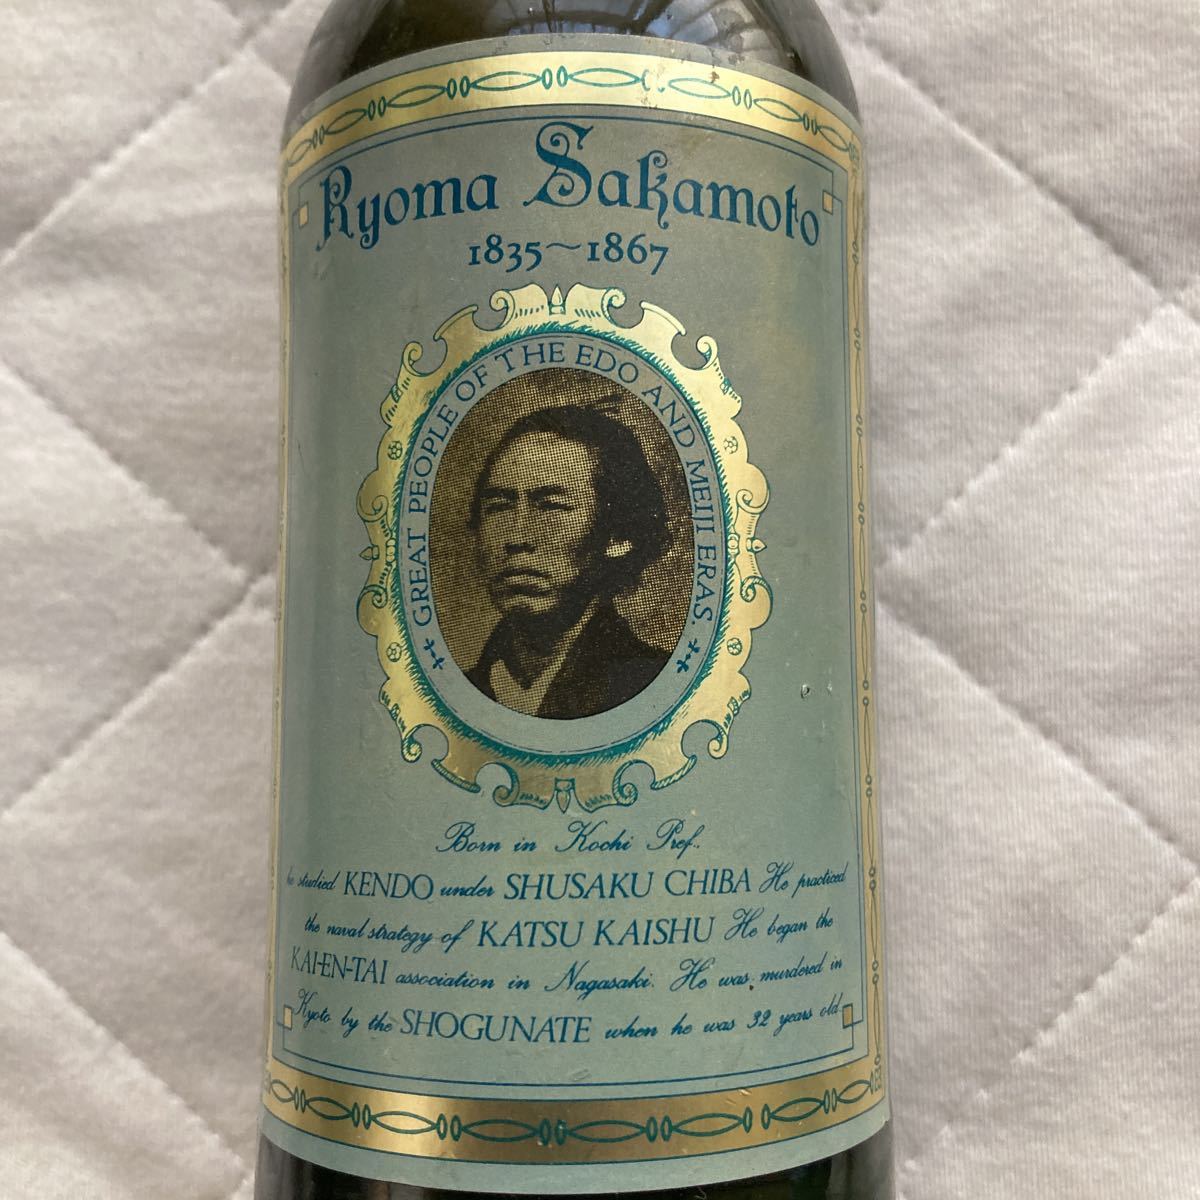 Ryoma Sakamoto
1835~1867
GREAT PEOPLE OF THE EDO AND MEIJI ERAS.
Born in Kochi Pref..
he studied KENDO under SHUSAKU CHIBA He practiced
the naval strategy of KATSU KAISHU He began the
KAI-EN-TAI association in Nagasaki. He was murdered in
Kyoto by the SHOGUNATE when he was 32 years old.